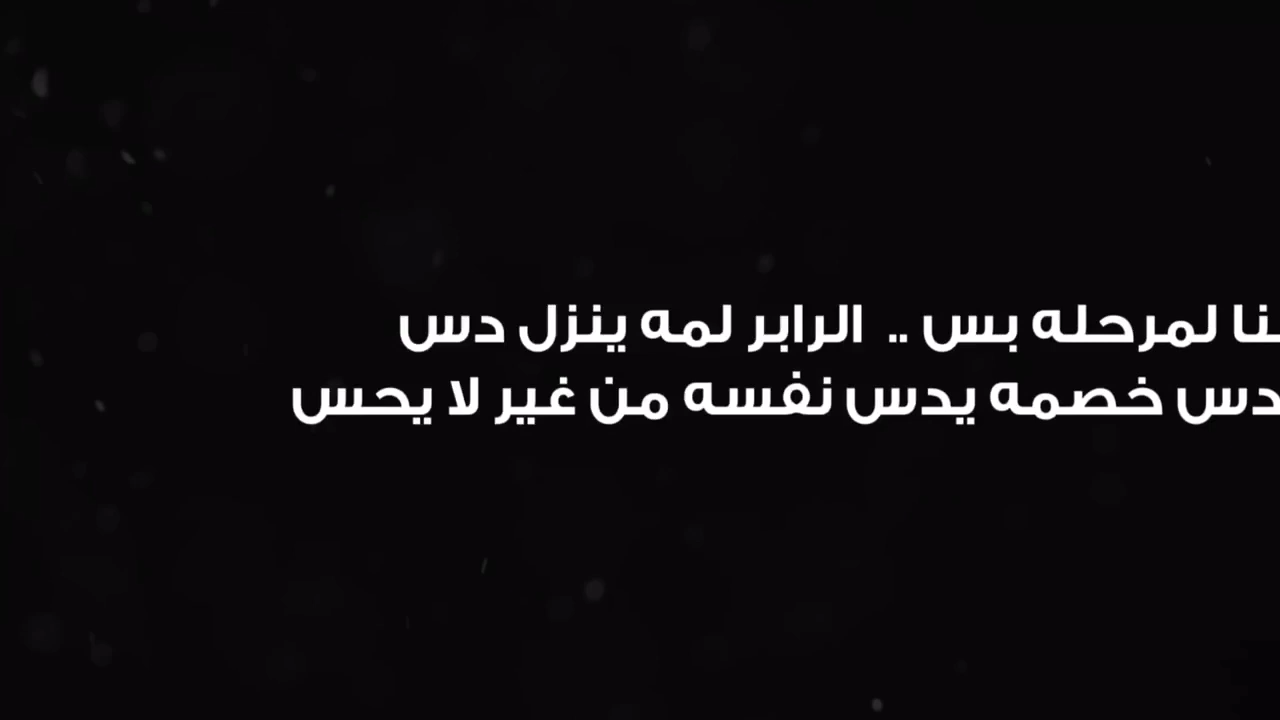 لمرحله بس .. الرابر لمه ينزل دس
خصمه يدس نفسه من غير لا يحس